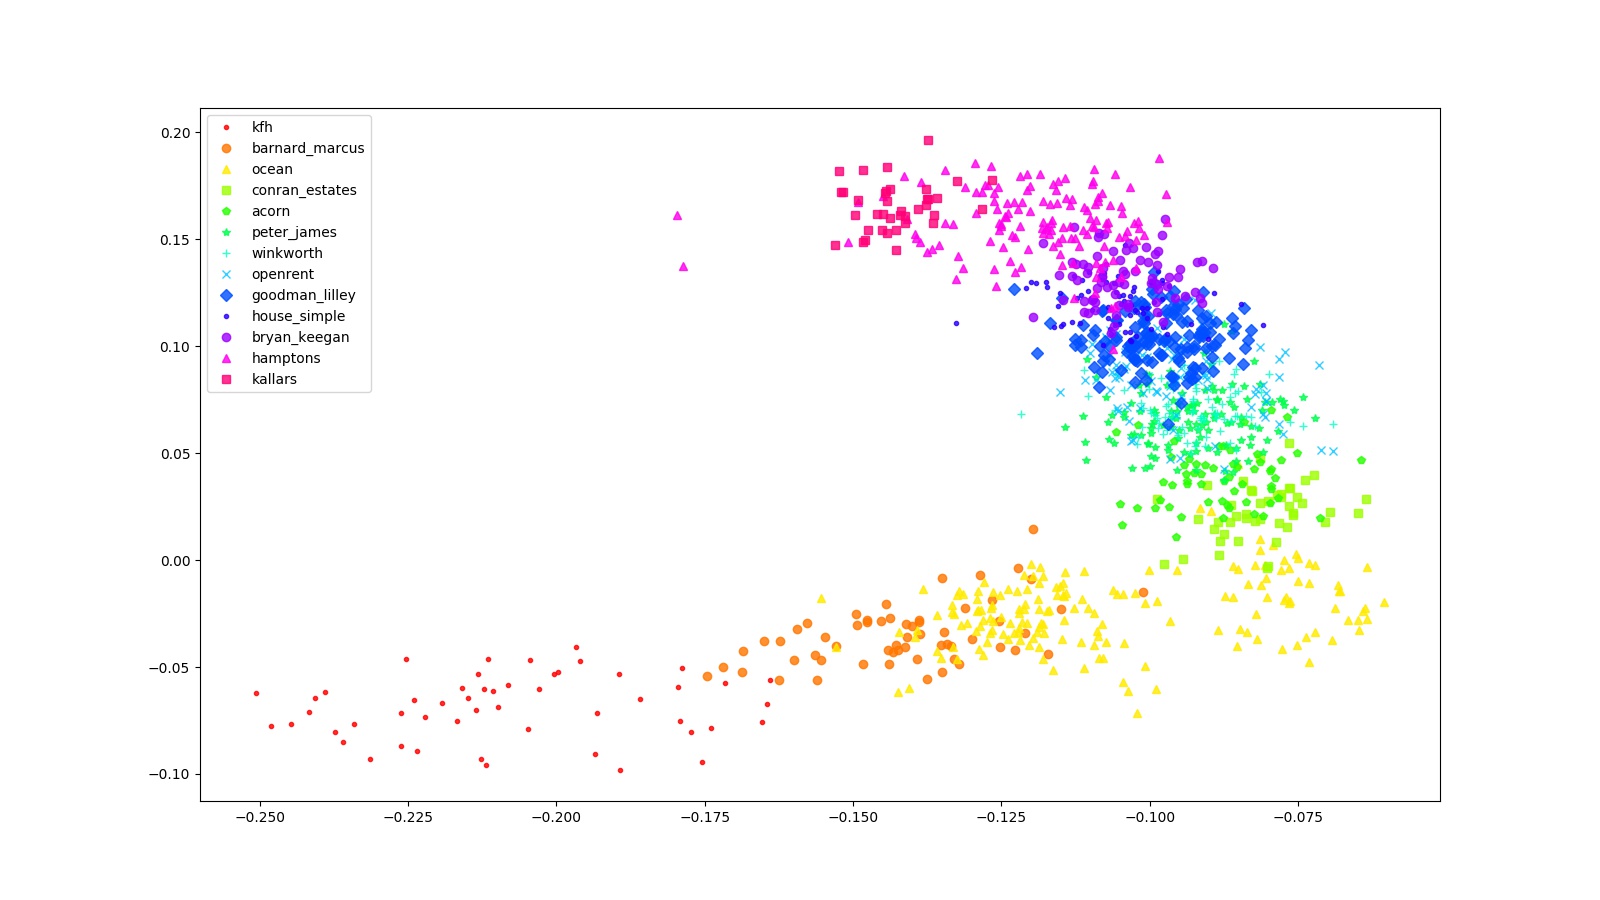 0.20
0.15
0.10
0.05
0.00
−0.05
−0.10
kfh
barnard_marcus
ocean
conran_estates
acorn
peter_james
winkworth
openrent
goodman_lilley
house_simple
bryan_keegan
hamptons
kallars
−0.250
−0.225
−0.200
−0.175
−0.150
−0.125
−0.100
−0.075